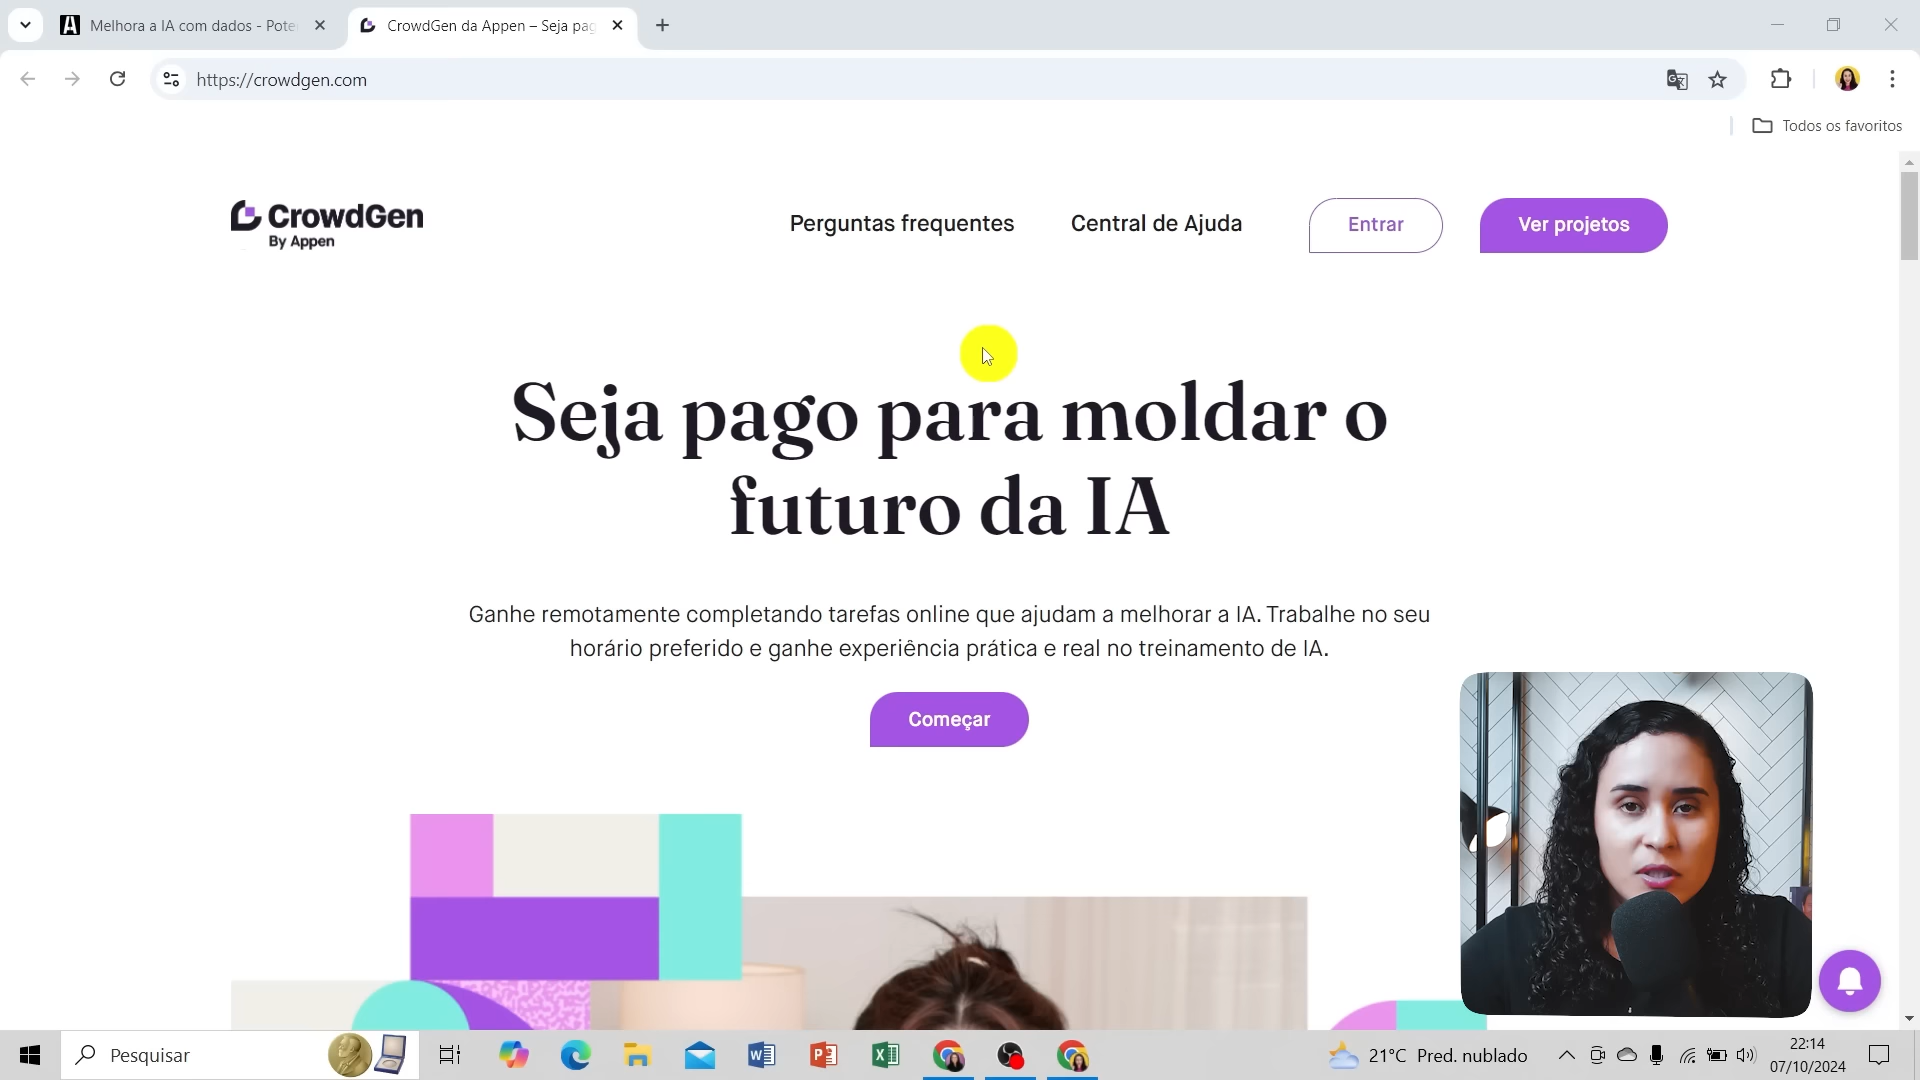 Melhora a IA com dados - Pote
CrowdGen da Appen – Seja pag
https://crowdgen.com
Todos os favoritos
CrowdGen
By Appen
Perguntas frequentes
Central de Ajuda
Entrar
Ver projetos
Seja pago para moldar o
futuro da IA
Ganhe remotamente completando tarefas online que ajudam a melhorar a IA. Trabalhe no seu
horário preferido e ganhe experiência prática e real no treinamento de IA.
Começar
Pesquisar
21°C Pred. nublado
22:14
07/10/2024